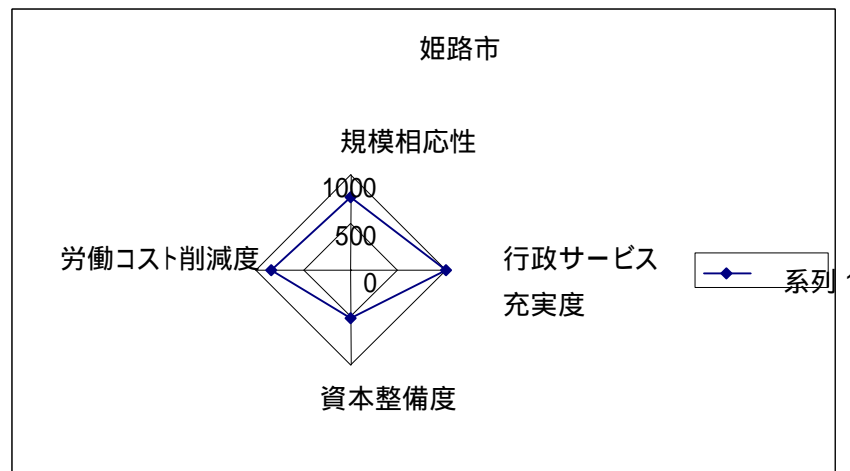 姫路市
規模相応性
1000
500
0
労働コスト削減度
行政サービス
充実度
資本整備度
系列1